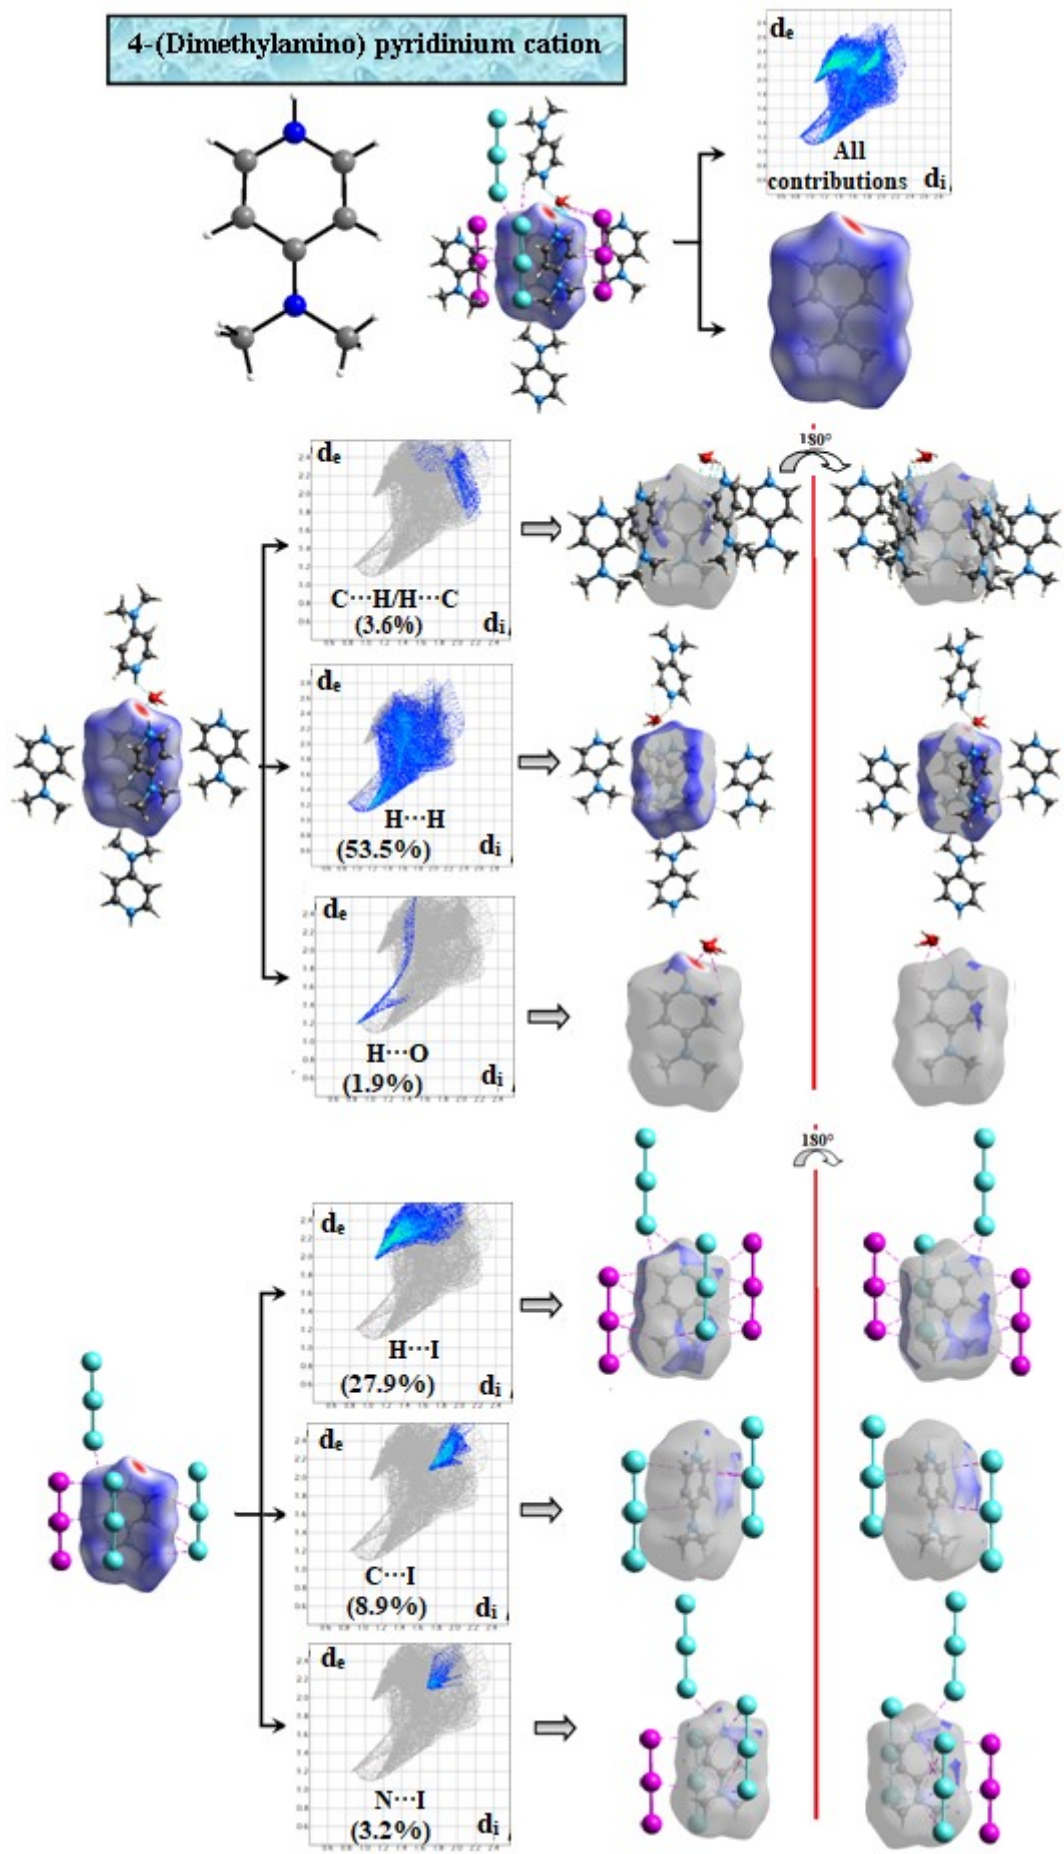 4-(Dimethylamino) pyridinium cation
dₑ
All
contributions dᵢ
180°
dₑ
C···H/H···C
(3.6%) dᵢ
dₑ
H···H
(53.5%) dᵢ
dₑ
H···O
(1.9%) dᵢ
180°
dₑ
H···I
(27.9%) dᵢ
dₑ
C···I
(8.9%) dᵢ
dₑ
N···I
(3.2%) dᵢ